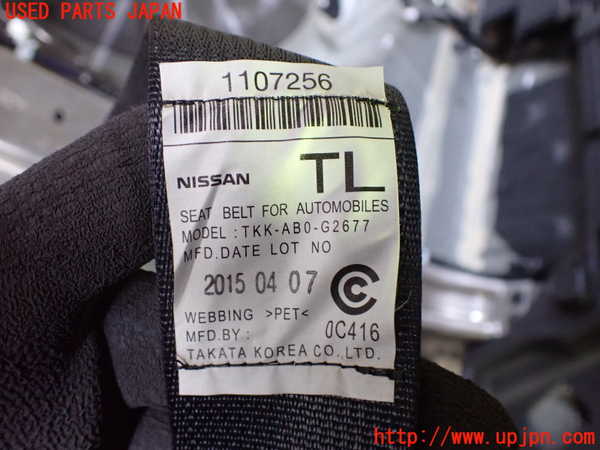 USED PARTS JAPAN
1107256
NISSAN TL
SEAT BELT FOR AUTOMOBILES
MODEL : TKK-AB0-G2677
MFD.DATE LOT NO
2015 04 07
WEBBING >PET< 0C416
MFD.BY :
TAKATA KOREA CO., LTD.
http://www.upjpn.com/